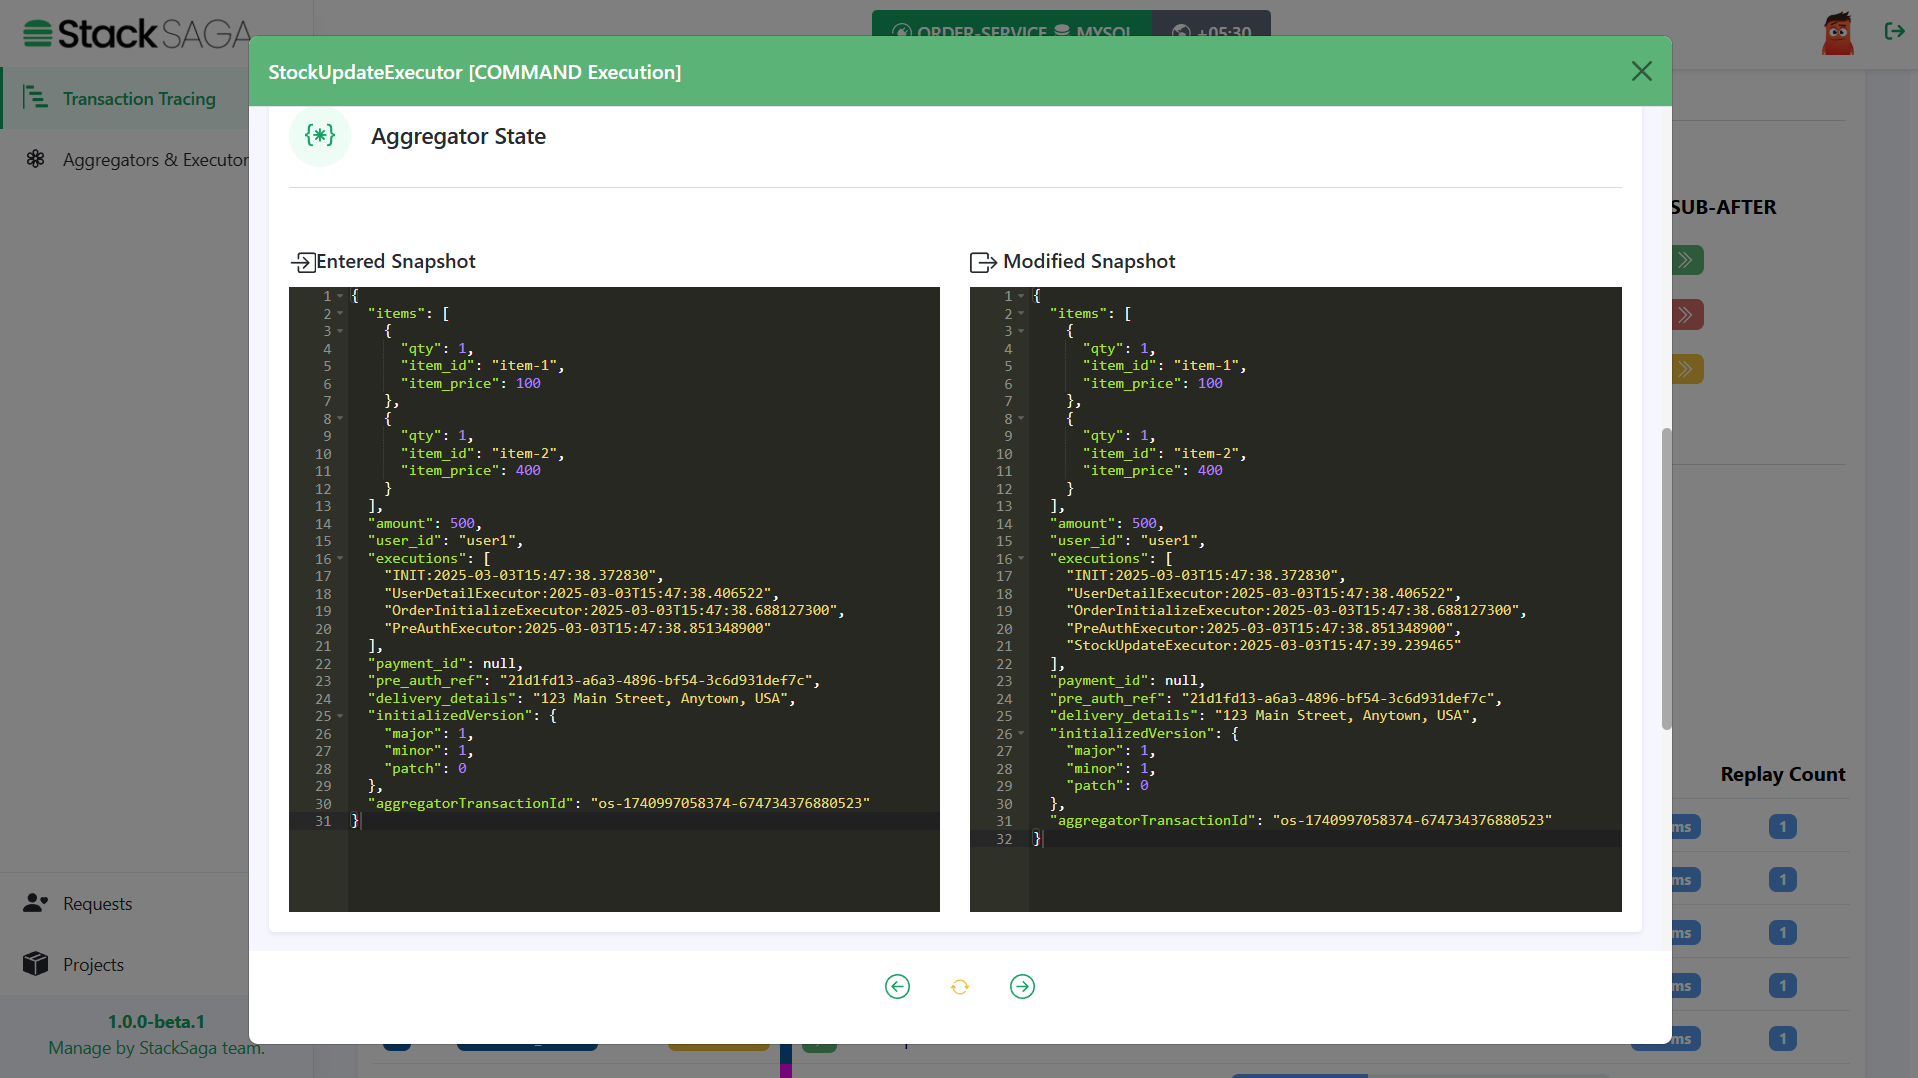 StackSAGA
ORDER-SERVICE MYSQL
+05:30
StockUpdateExecutor [COMMAND Execution]
Transaction Tracing
Aggregators & Executor
Requests
Projects
1.0.0-beta.1
Manage by StackSaga team.
{*}
Aggregator State
Entered Snapshot
1 {
2 "items": [
3 {
4 "qty": 1,
5 "item_id": "item-1",
6 "item_price": 100
7 },
8 {
9 "qty": 1,
10 "item_id": "item-2",
11 "item_price": 400
12 }
13 ],
14 "amount": 500,
15 "user_id": "user1",
16 "executions": [
17 "INIT:2025-03-03T15:47:38.372830",
18 "UserDetailExecutor:2025-03-03T15:47:38.406522",
19 "OrderInitializeExecutor:2025-03-03T15:47:38.688127300",
20 "PreAuthExecutor:2025-03-03T15:47:38.851348900"
21 ],
22 "payment_id": null,
23 "pre_auth_ref": "21d1fd13-a6a3-4896-bf54-3c6d931def7c",
24 "delivery_details": "123 Main Street, Anytown, USA",
25 "initializedVersion": {
26 "major": 1,
27 "minor": 1,
28 "patch": 0
29 },
30 "aggregatorTransactionId": "os-1740997058374-674734376880523"
31 }
Modified Snapshot
1 {
2 "items": [
3 {
4 "qty": 1,
5 "item_id": "item-1",
6 "item_price": 100
7 },
8 {
9 "qty": 1,
10 "item_id": "item-2",
11 "item_price": 400
12 }
13 ],
14 "amount": 500,
15 "user_id": "user1",
16 "executions": [
17 "INIT:2025-03-03T15:47:38.372830",
18 "UserDetailExecutor:2025-03-03T15:47:38.406522",
19 "OrderInitializeExecutor:2025-03-03T15:47:38.688127300",
20 "PreAuthExecutor:2025-03-03T15:47:38.851348900",
21 "StockUpdateExecutor:2025-03-03T15:47:39.239465"
22 ],
23 "payment_id": null,
24 "pre_auth_ref": "21d1fd13-a6a3-4896-bf54-3c6d931def7c",
25 "delivery_details": "123 Main Street, Anytown, USA",
26 "initializedVersion": {
27 "major": 1,
28 "minor": 1,
29 "patch": 0
30 },
31 "aggregatorTransactionId": "os-1740997058374-674734376880523"
32 }
SUB-AFTER
Replay Count
ms 1
ms 1
ms 1
ms 1
ms 1